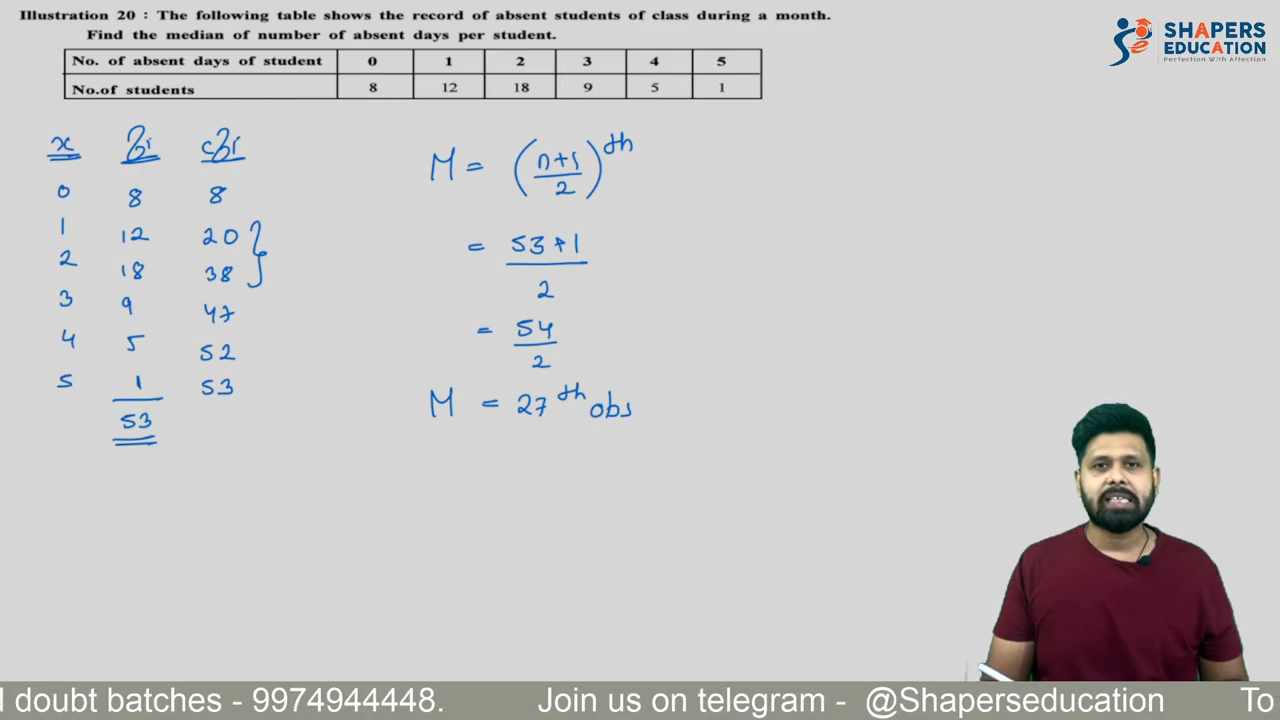 Illustration 20 : The following table shows the record of absent students of class during a month.
Find the median of number of absent days per student.
No. of absent days of student 0 1 2 3 4 5
No.of students 8 12 18 9 5 1
SHAPERS
EDUCATION
Perfection With Affection
x fi cfi
0 8 8
1 12 20
2 18 38
3 9 47
4 5 52
5 1 53
53
M = (n+1/2)th
= 53+1
2
= 54
2
M = 27th obs
d doubt batches - 9974944448. Join us on telegram - @Shaperseducation To